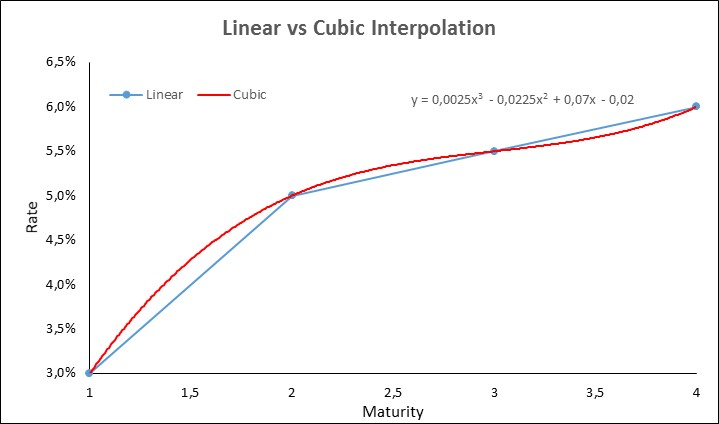 Linear vs Cubic Interpolation
6,5%
Linear
Cubic
y = 0,0025x³ - 0,0225x² + 0,07x - 0,02
6,0%
5,5%
5,0%
4,5%
4,0%
3,5%
3,0%
Rate
1
1,5
2
2,5
3
3,5
4
Maturity